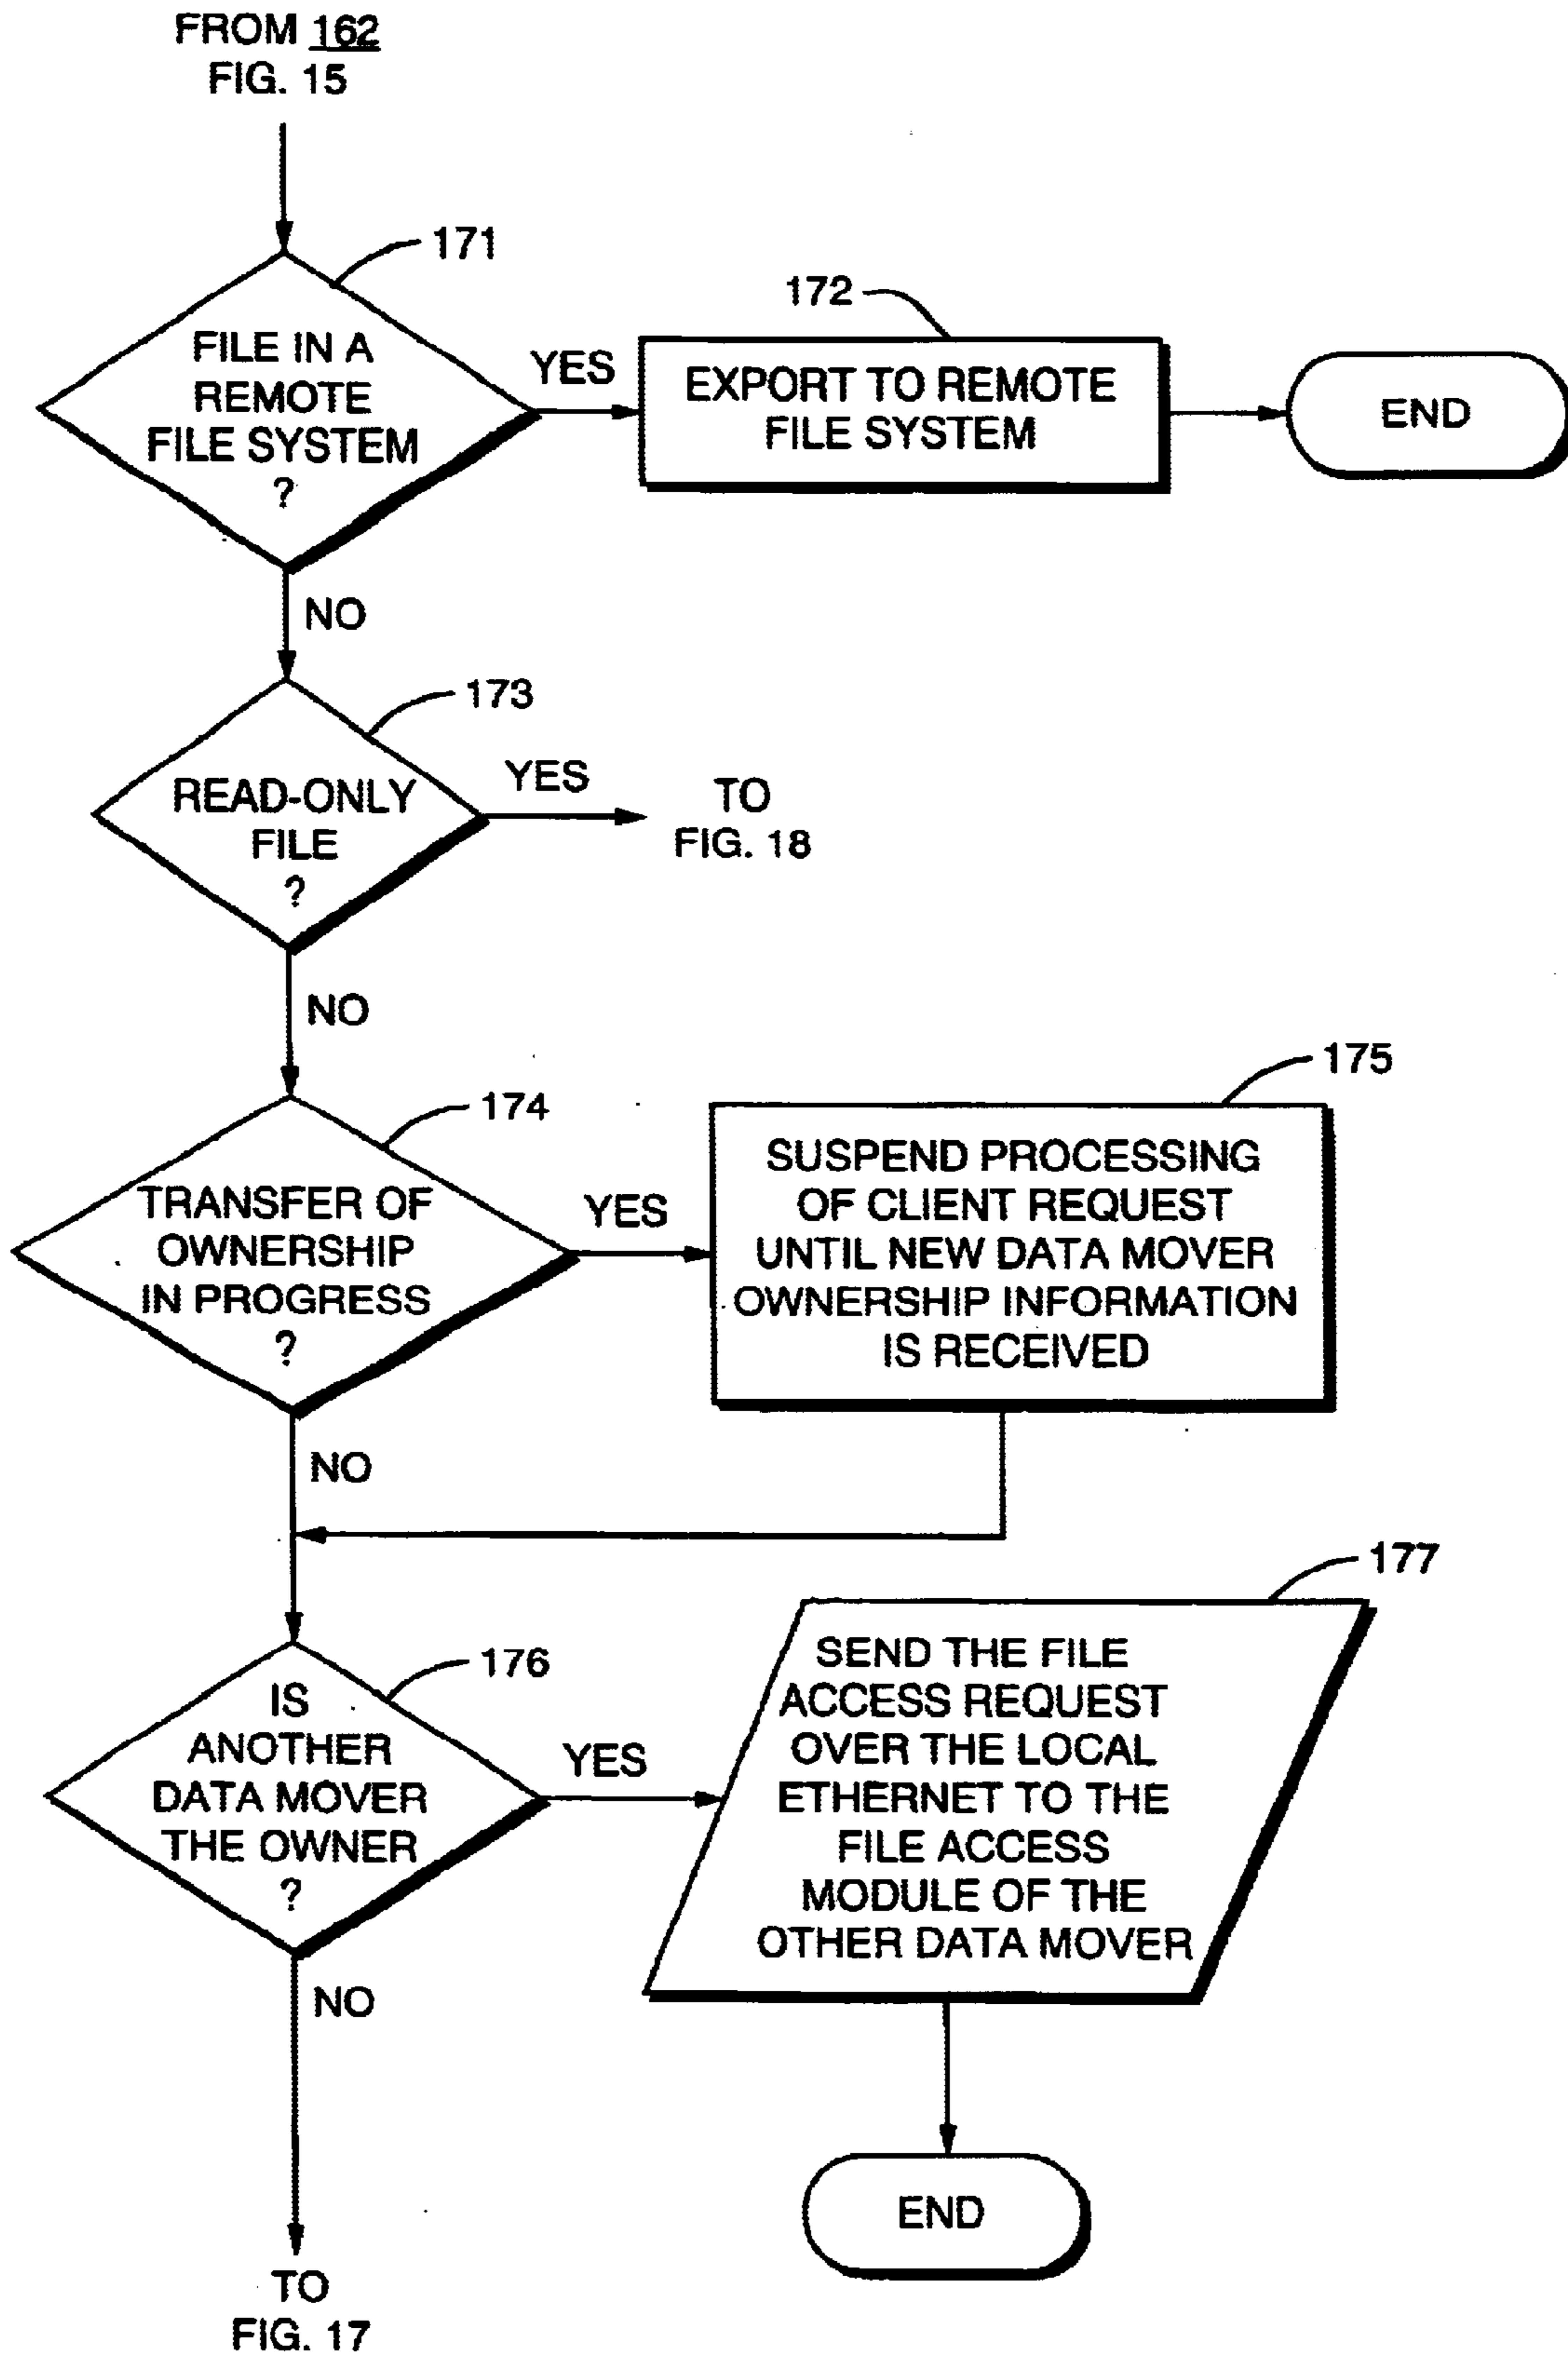 FROM 162
FIG. 15
171
FILE IN A
REMOTE
FILE SYSTEM
?
YES
172
EXPORT TO REMOTE
FILE SYSTEM
END
NO
173
READ-ONLY
FILE
?
YES
TO
FIG. 18
NO
174
TRANSFER OF
OWNERSHIP
IN PROGRESS
?
YES
175
SUSPEND PROCESSING
OF CLIENT REQUEST
UNTIL NEW DATA MOVER
OWNERSHIP INFORMATION
IS RECEIVED
NO
176
IS
ANOTHER
DATA MOVER
THE OWNER
?
YES
177
SEND THE FILE
ACCESS REQUEST
OVER THE LOCAL
ETHERNET TO THE
FILE ACCESS
MODULE OF THE
OTHER DATA MOVER
NO
END
TO
FIG. 17